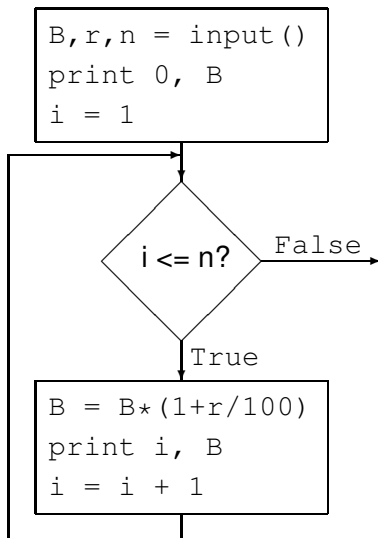 B,r,n = input()
print 0, B
i = 1
i <= n?
False
True
B = B*(1+r/100)
print i, B
i = i + 1